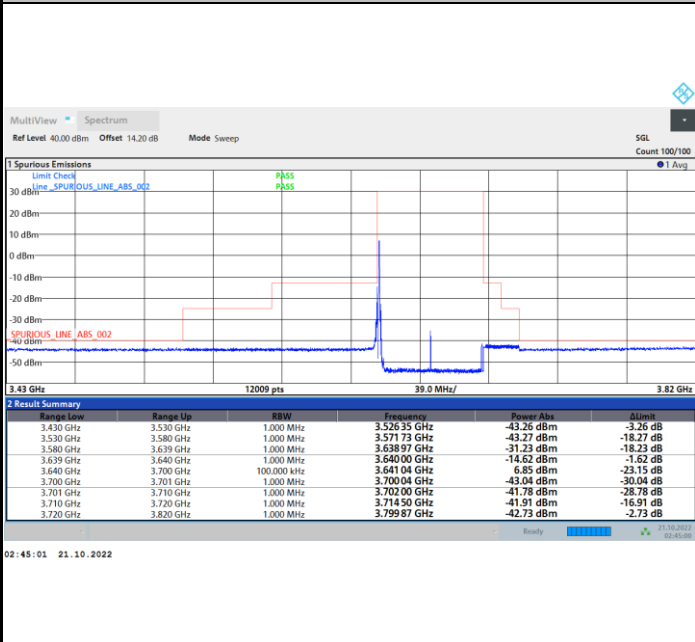 MultiView Spectrum
Ref Level 40.00 dBm Offset 14.20 dB Mode Sweep SGL
Count 100/100
1 Spurious Emissions 1 Avg
Limit Check PASS
Line _SPURIOUS_LINE_ABS_002 PASS
30 dBm
20 dBm
10 dBm
0 dBm
-10 dBm
-20 dBm
-30 dBm
_SPURIOUS_LINE_ABS_002
-40 dBm
-50 dBm
3.43 GHz 12009 pts 39.0 MHz/ 3.82 GHz
2 Result Summary
Range Low Range Up RBW Frequency Power Abs ΔLimit
3.430 GHz 3.530 GHz 1.000 MHz 3.526 35 GHz -43.26 dBm -3.26 dB
3.530 GHz 3.580 GHz 1.000 MHz 3.571 73 GHz -43.27 dBm -18.27 dB
3.580 GHz 3.639 GHz 1.000 MHz 3.638 97 GHz -31.23 dBm -18.23 dB
3.639 GHz 3.640 GHz 1.000 MHz 3.640 00 GHz -14.62 dBm -1.62 dB
3.640 GHz 3.700 GHz 100.000 kHz 3.641 04 GHz 6.85 dBm -23.15 dB
3.700 GHz 3.701 GHz 1.000 MHz 3.700 04 GHz -43.04 dBm -30.04 dB
3.701 GHz 3.710 GHz 1.000 MHz 3.702 00 GHz -41.78 dBm -28.78 dB
3.710 GHz 3.720 GHz 1.000 MHz 3.714 50 GHz -41.91 dBm -16.91 dB
3.720 GHz 3.820 GHz 1.000 MHz 3.799 87 GHz -42.73 dBm -2.73 dB
Ready 21.10.2022
02:45:00
02:45:01 21.10.2022